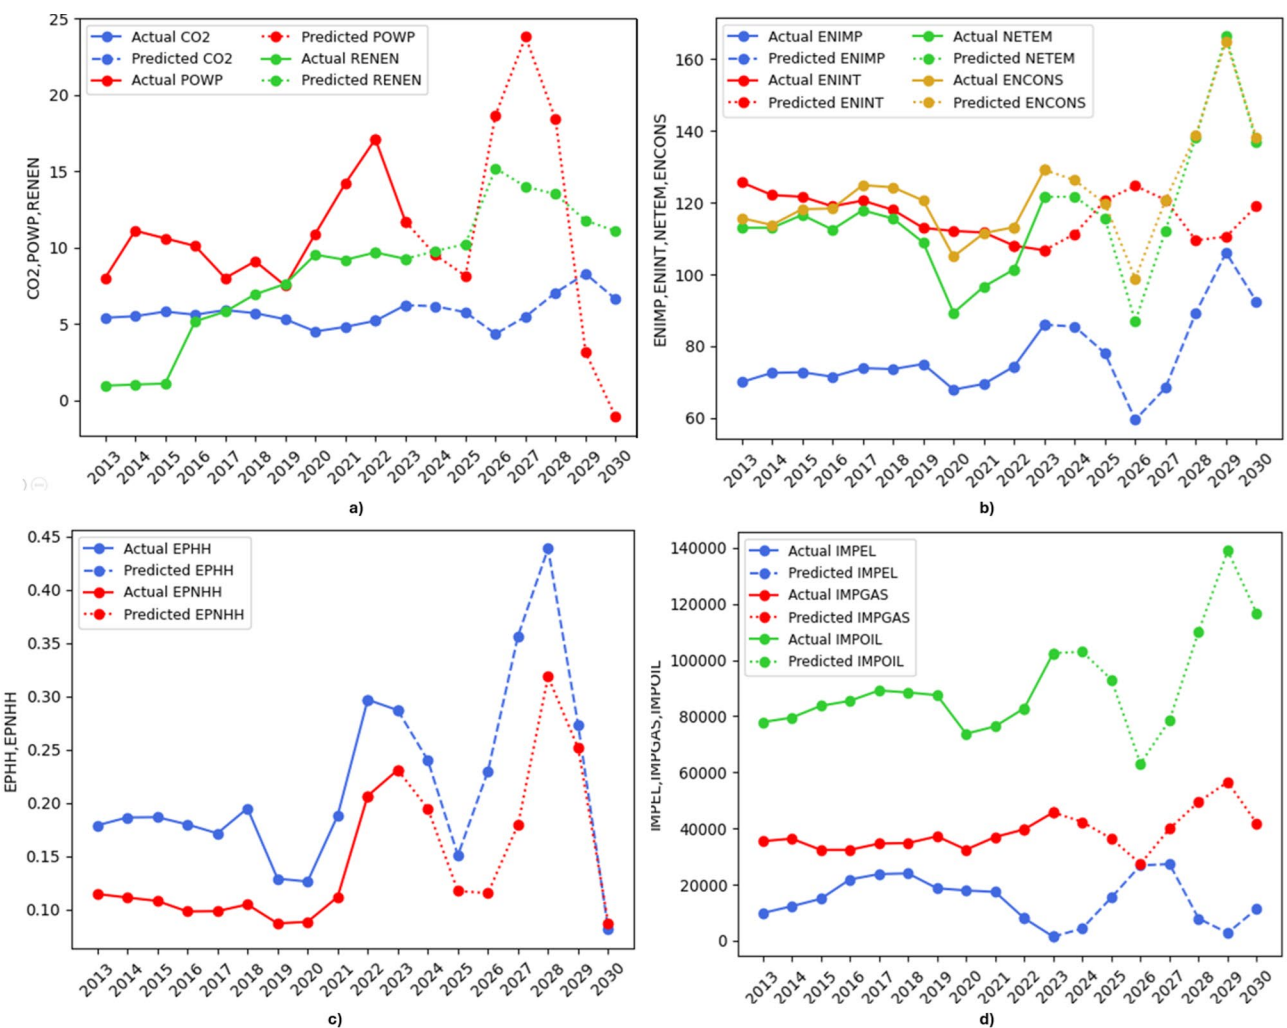 25
20
15
10
5
0
CO2,POWP,RENEN
Actual CO2
Predicted CO2
Actual POWP
Predicted POWP
Actual RENEN
Predicted RENEN
2013 2014 2015 2016 2017 2018 2019 2020 2021 2022 2023 2024 2025 2026 2027 2028 2029 2030
a)
160
140
120
100
80
60
ENIMP,ENINT,NETEM,ENCONS
Actual ENIMP
Predicted ENIMP
Actual ENINT
Predicted ENINT
Actual NETEM
Predicted NETEM
Actual ENCONS
Predicted ENCONS
2013 2014 2015 2016 2017 2018 2019 2020 2021 2022 2023 2024 2025 2026 2027 2028 2029 2030
b)
0.45
0.40
0.35
0.30
0.25
0.20
0.15
0.10
EPHH,EPNHH
Actual EPHH
Predicted EPHH
Actual EPNHH
Predicted EPNHH
2013 2014 2015 2016 2017 2018 2019 2020 2021 2022 2023 2024 2025 2026 2027 2028 2029 2030
c)
140000
120000
100000
80000
60000
40000
20000
0
IMPEL,IMPGAS,IMPOIL
Actual IMPEL
Predicted IMPEL
Actual IMPGAS
Predicted IMPGAS
Actual IMPOIL
Predicted IMPOIL
2013 2014 2015 2016 2017 2018 2019 2020 2021 2022 2023 2024 2025 2026 2027 2028 2029 2030
d)